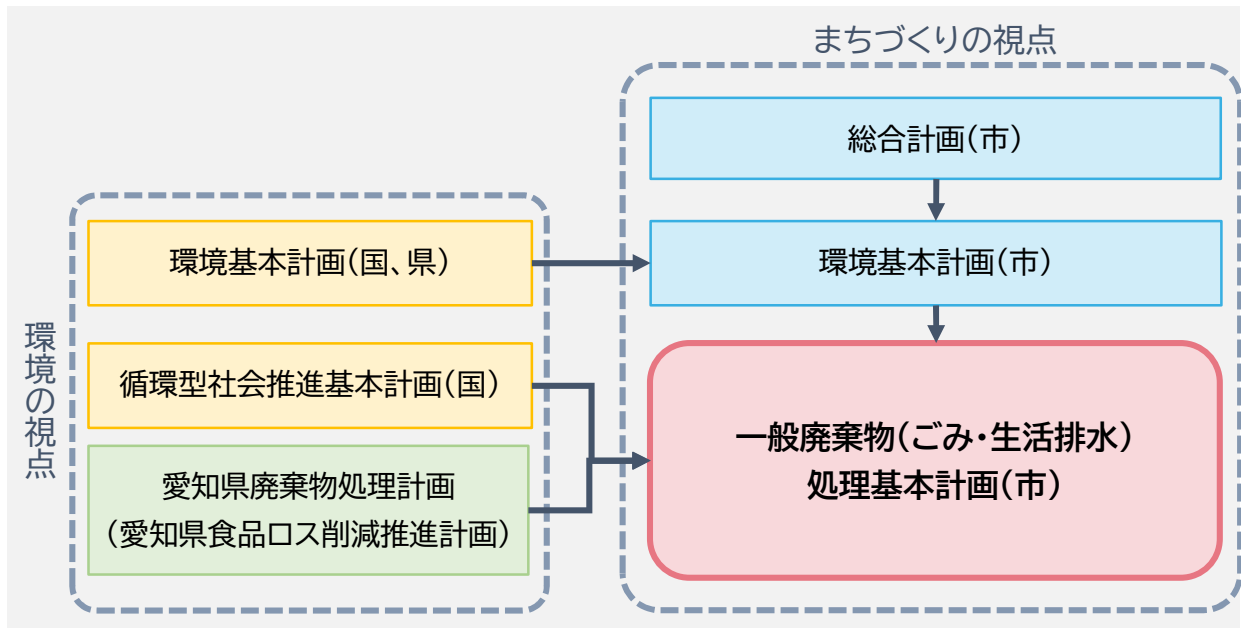 まちづくりの視点
総合計画(市)
環境基本計画(国、県)
環境基本計画(市)
環境の視点
循環型社会推進基本計画(国)
愛知県廃棄物処理計画
(愛知県食品ロス削減推進計画)
一般廃棄物(ごみ・生活排水)
処理基本計画(市)